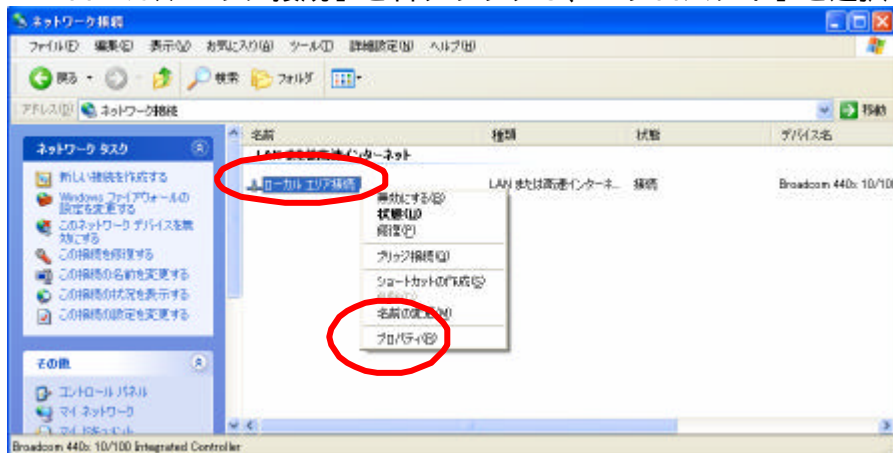 ネットワーク接続
ファイル(F) 編集(E) 表示(V) お気に入り(A) ツール(T) 詳細設定(N) ヘルプ(H)
戻る 検索 フォルダ
アドレス(D) ネットワーク接続 移動
ネットワーク タスク
新しい接続を作成する
Windows ファイアウォールの
設定を変更する
このネットワーク デバイスを無
効にする
この接続を修復する
この接続の名前を変更する
この接続の状況を表示する
この接続の設定を変更する
その他
コントロール パネル
マイ ネットワーク
マイ ドキュメント
名前 種類 状態 デバイス名
LAN または高速インターネット
ローカル エリア接続 LAN または高速インターネ... 接続 Broadcom 440x 10/10
無効にする(B)
状態(U)
修復(P)
ブリッジ接続(G)
ショートカットの作成(S)
名前の変更(M)
プロパティ(R)
Broadcom 440x 10/100 Integrated Controller